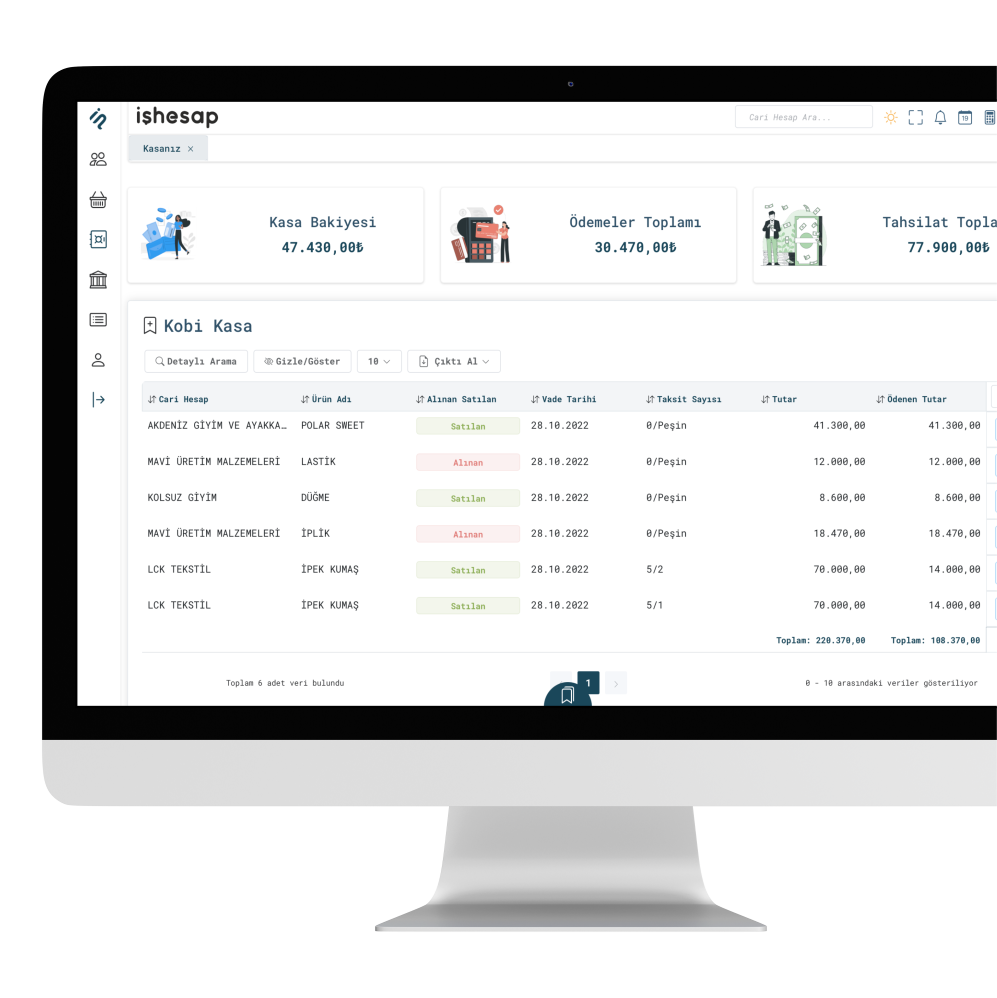 işhesap
Cari Hesap Ara...
19
Kasanız ×
Kasa Bakiyesi
47.430,00₺
Ödemeler Toplamı
30.470,00₺
Tahsilat Topla
77.900,00₺
Kobi Kasa
Detaylı Arama Gizle/Göster 10 Çıktı Al
Cari Hesap Ürün Adı Alınan Satılan Vade Tarihi Taksit Sayısı Tutar Ödenen Tutar
AKDENİZ GİYİM VE AYAKKA… POLAR SWEET Satılan 28.10.2022 0/Peşin 41.300,00 41.300,00
MAVİ ÜRETİM MALZEMELERİ LASTİK Alınan 28.10.2022 0/Peşin 12.000,00 12.000,00
KOLSUZ GİYİM DÜĞME Satılan 28.10.2022 0/Peşin 8.600,00 8.600,00
MAVİ ÜRETİM MALZEMELERİ İPLİK Alınan 28.10.2022 0/Peşin 18.470,00 18.470,00
LCK TEKSTİL İPEK KUMAŞ Satılan 28.10.2022 5/2 70.000,00 14.000,00
LCK TEKSTİL İPEK KUMAŞ Satılan 28.10.2022 5/1 70.000,00 14.000,00
Toplam: 220.370,00 Toplam: 108.370,00
Toplam 6 adet veri bulundu 1 0 - 10 arasındaki veriler gösteriliyor